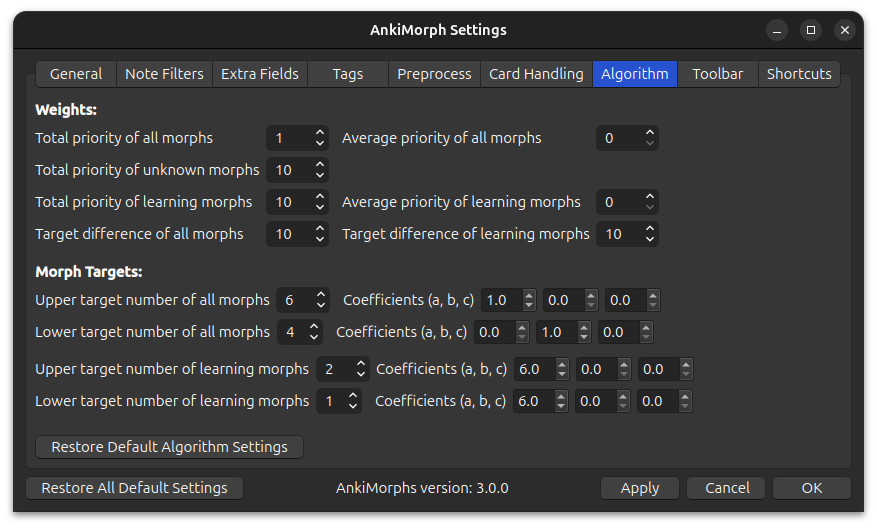 AnkiMorph Settings
General Note Filters Extra Fields Tags Preprocess Card Handling Algorithm Toolbar Shortcuts
Weights:
Total priority of all morphs 1 Average priority of all morphs 0
Total priority of unknown morphs 10
Total priority of learning morphs 10 Average priority of learning morphs 0
Target difference of all morphs 10 Target difference of learning morphs 10
Morph Targets:
Upper target number of all morphs 6 Coefficients (a, b, c) 1.0 0.0 0.0
Lower target number of all morphs 4 Coefficients (a, b, c) 0.0 1.0 0.0
Upper target number of learning morphs 2 Coefficients (a, b, c) 6.0 0.0 0.0
Lower target number of learning morphs 1 Coefficients (a, b, c) 6.0 0.0 0.0
Restore Default Algorithm Settings
Restore All Default Settings AnkiMorphs version: 3.0.0 Apply Cancel OK